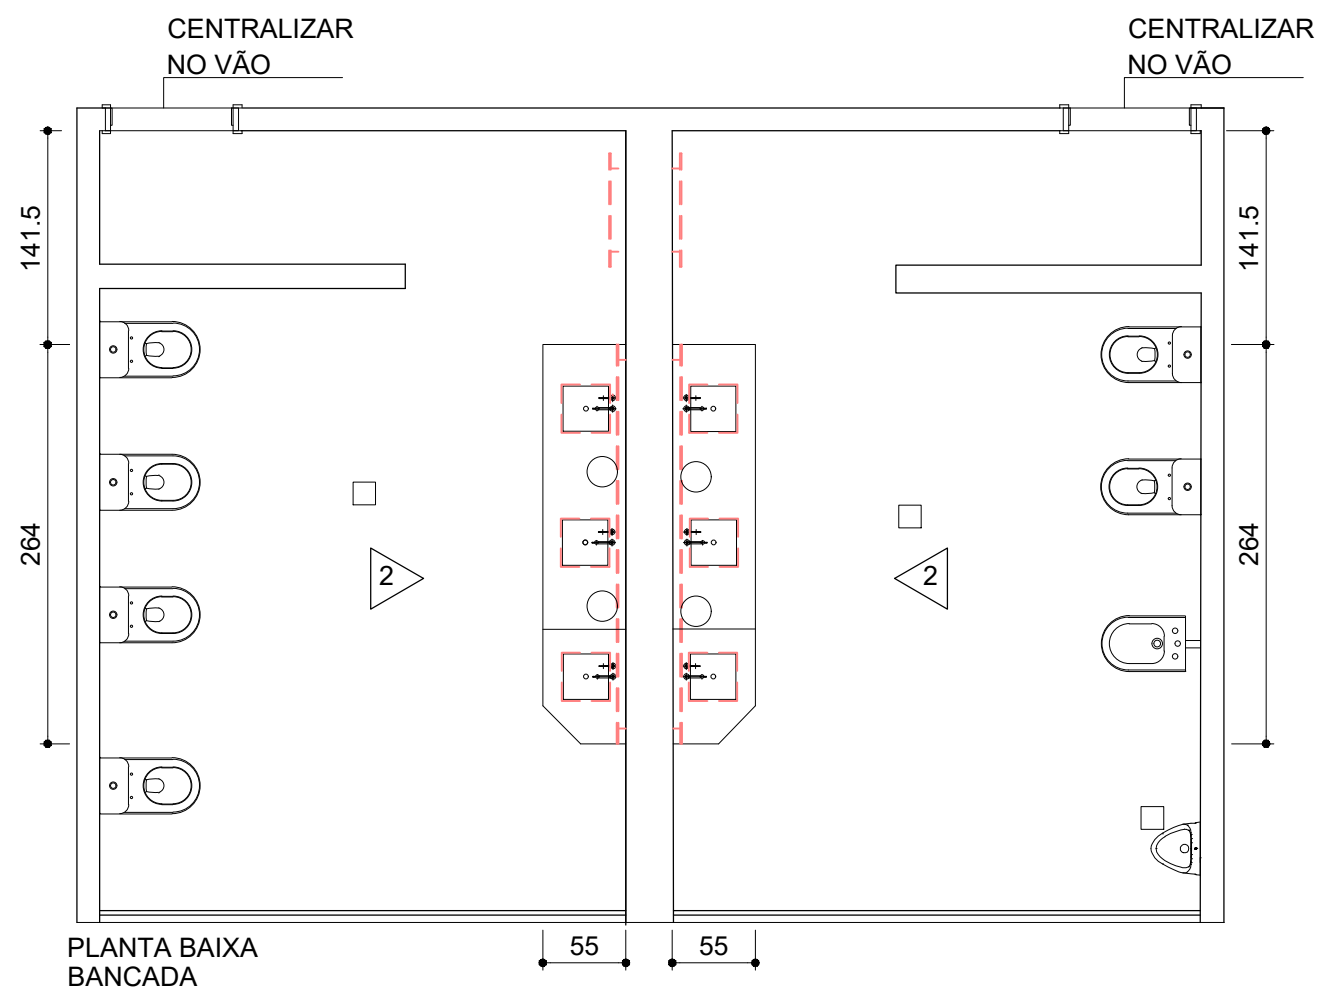 CENTRALIZAR
NO VÃO
CENTRALIZAR
NO VÃO
141.5
141.5
264
264
2
2
55
55
PLANTA BAIXA
BANCADA